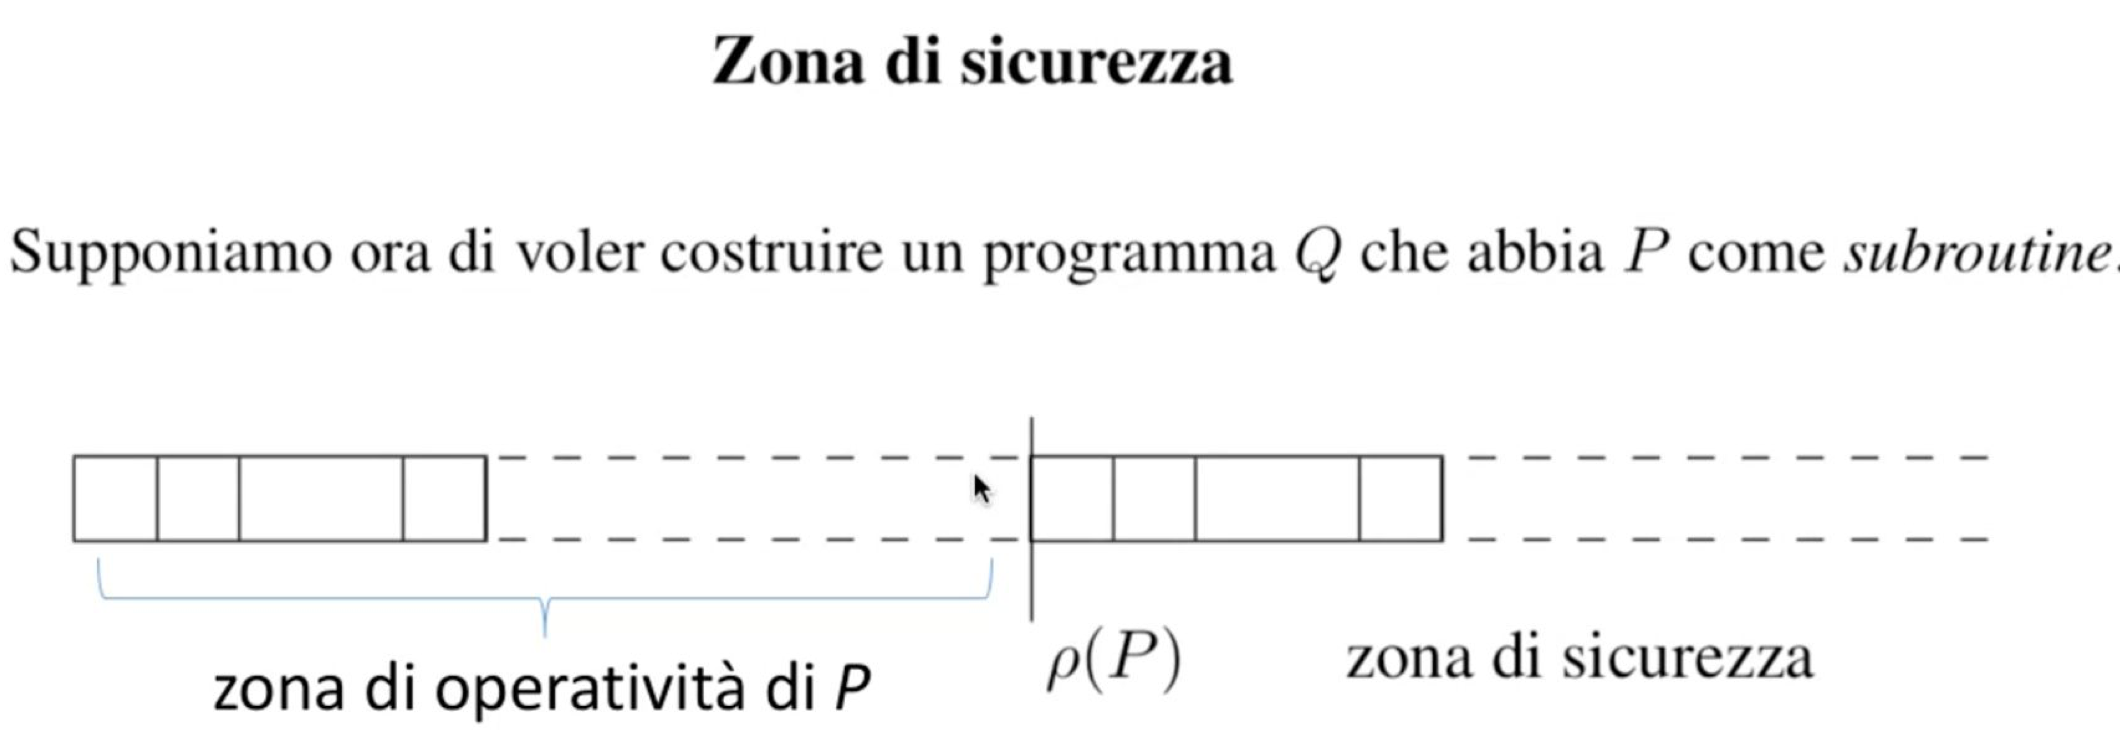 Zona di sicurezza
Supponiamo ora di voler costruire un programma Q che abbia P come subroutine.
zona di operatività di P
ρ(P)
zona di sicurezza